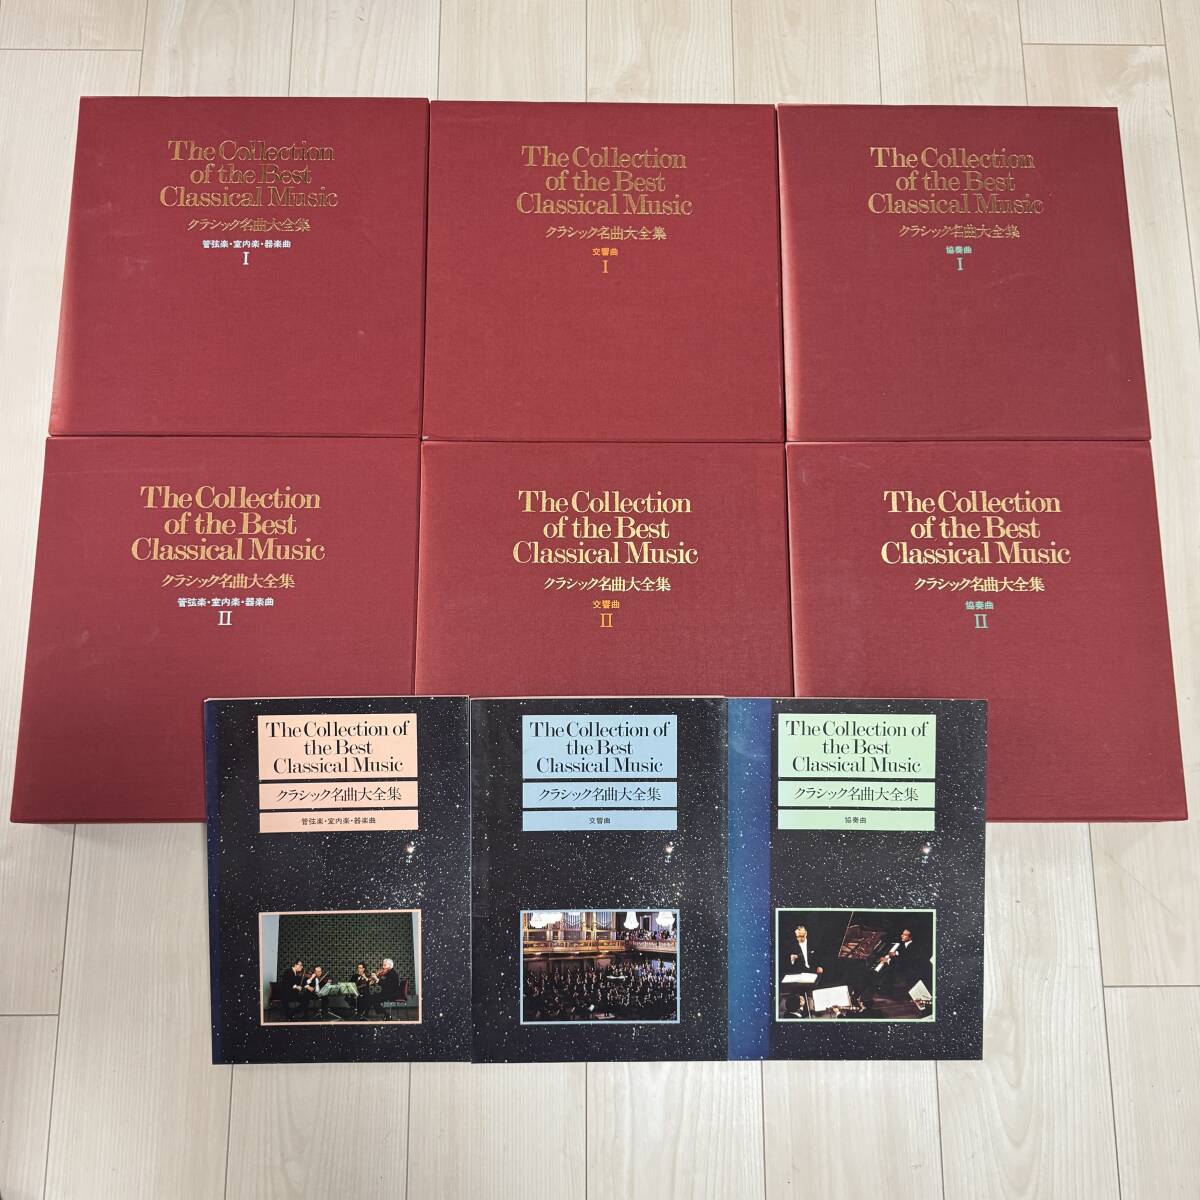 The Collection
of the Best
Classical Music
クラシック名曲大全集
管弦楽・室内楽・器楽曲
I
The Collection
of the Best
Classical Music
クラシック名曲大全集
交響曲
I
The Collection
of the Best
Classical Music
クラシック名曲大全集
協奏曲
I
The Collection
of the Best
Classical Music
クラシック名曲大全集
管弦楽・室内楽・器楽曲
II
The Collection
of the Best
Classical Music
クラシック名曲大全集
交響曲
II
The Collection
of the Best
Classical Music
クラシック名曲大全集
協奏曲
II
The Collection of
the Best
Classical Music
クラシック名曲大全集
管弦楽・室内楽・器楽曲
The Collection of
the Best
Classical Music
クラシック名曲大全集
交響曲
The Collection of
the Best
Classical Music
クラシック名曲大全集
協奏曲